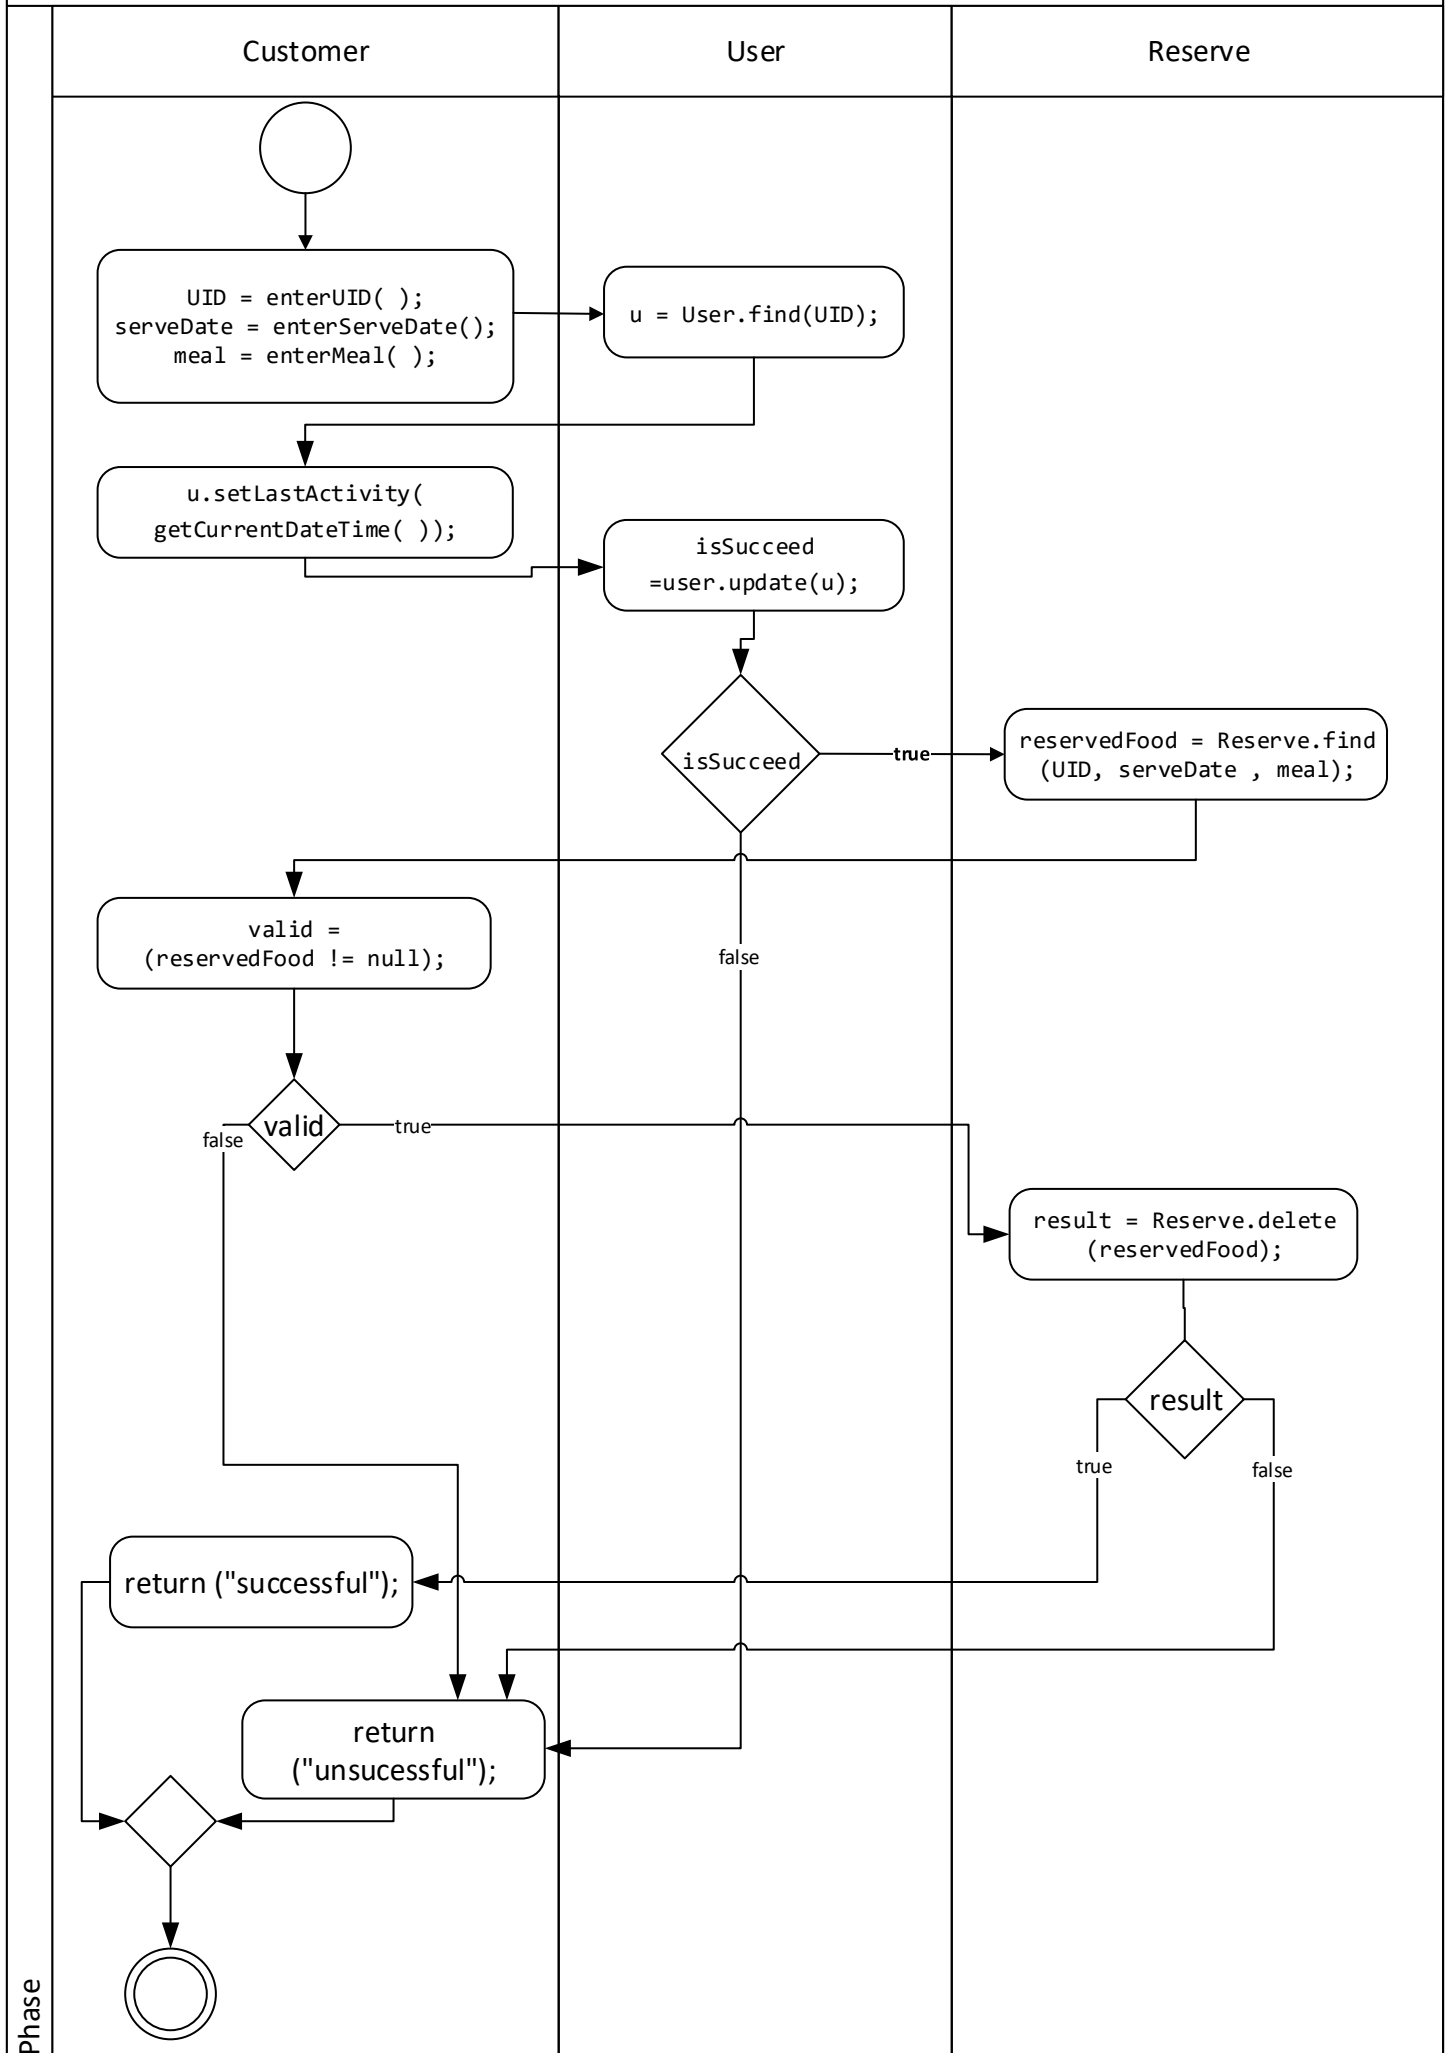 Customer
User
Reserve
UID = enterUID( );
serveDate = enterServeDate();
meal = enterMeal( );
u = User.find(UID);
u.setLastActivity(
getCurrentDateTime( ));
isSucceed
=user.update(u);
isSucceed
true
reservedFood = Reserve.find
(UID, serveDate , meal);
valid =
(reservedFood != null);
false
valid
true
false
result = Reserve.delete
(reservedFood);
result
true
false
return ("successful");
return
("unsucessful");
Phase